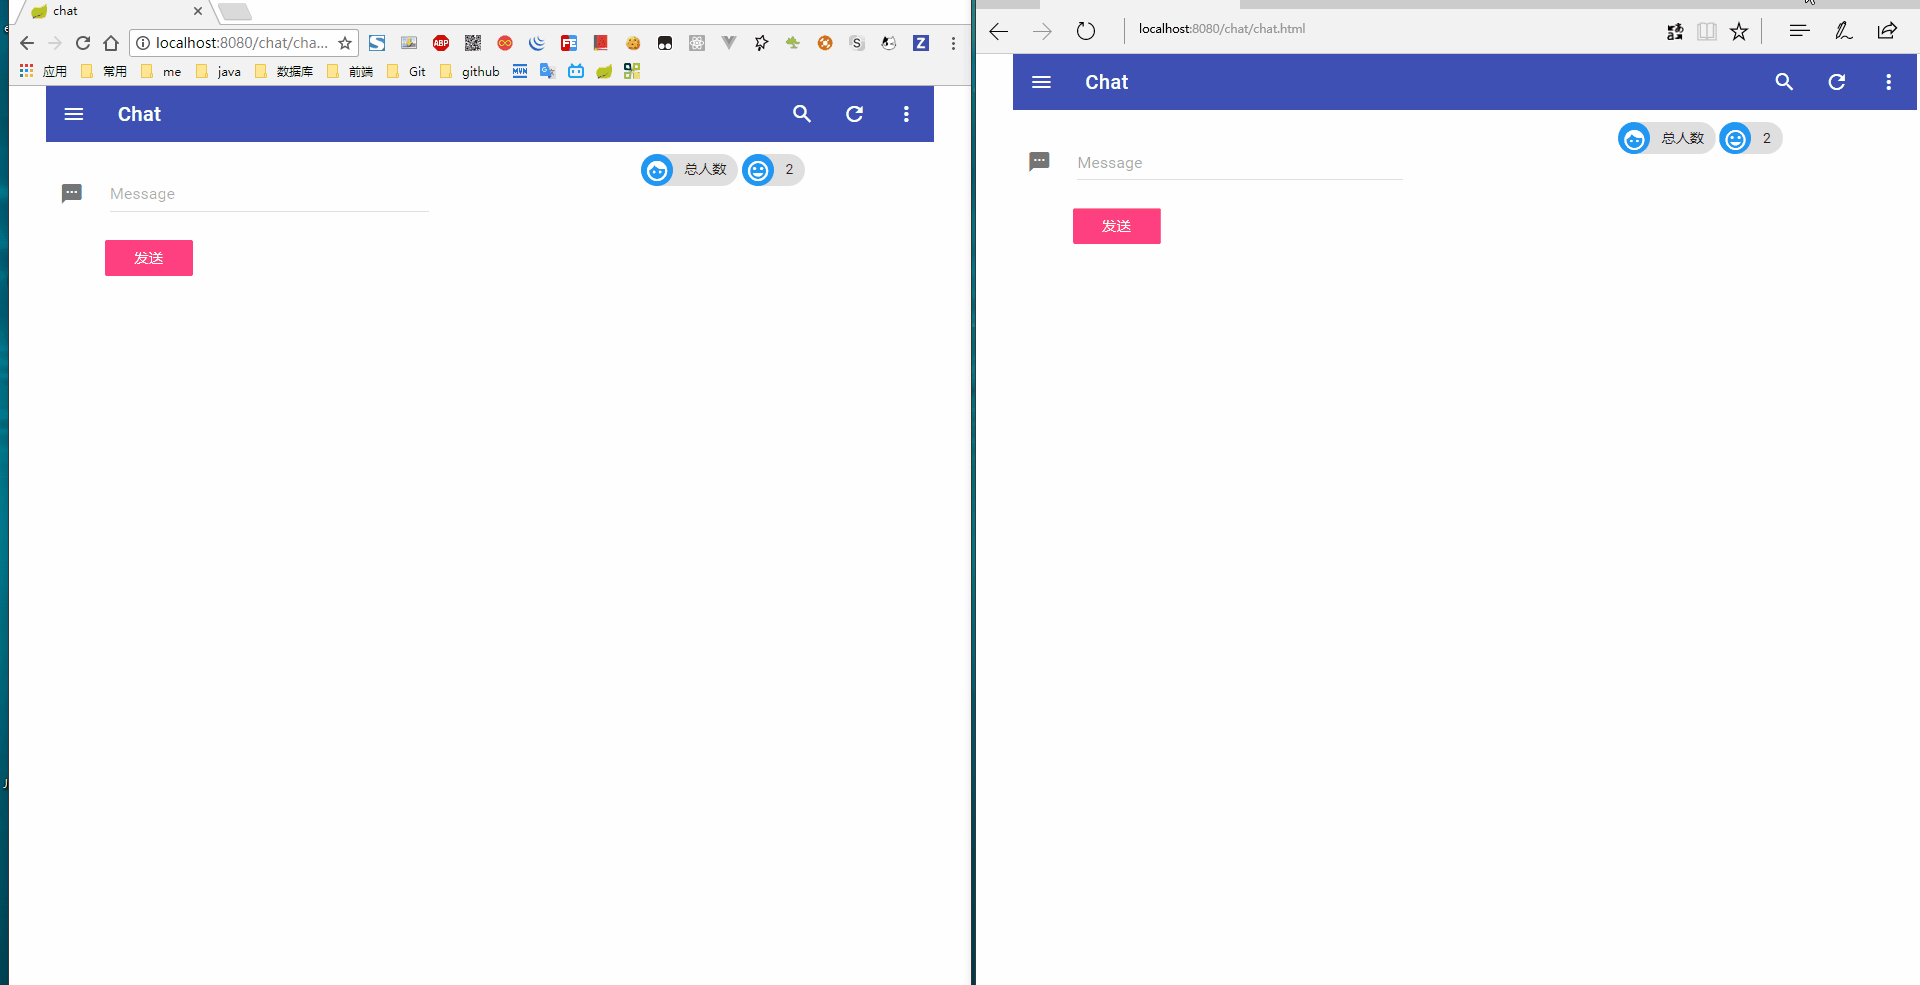 chat
localhost:8080/chat/cha...
ABP
S
Z
应用 常用 me java 数据库 前端 Git github
Chat
总人数 2
Message
发送
localhost:8080/chat/chat.html
Chat
总人数 2
Message
发送